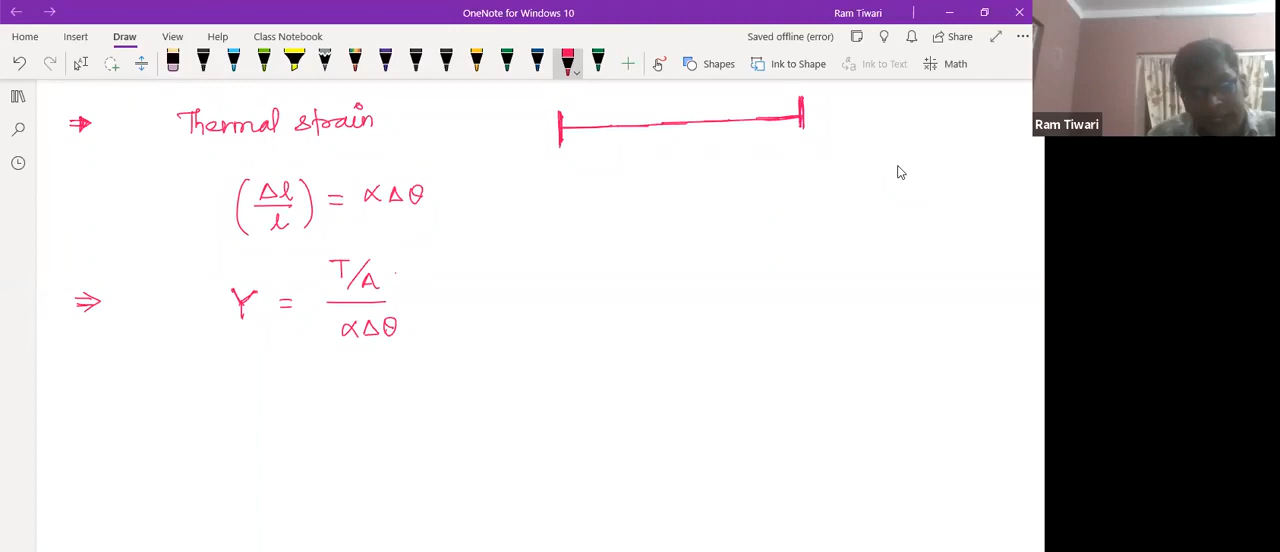 OneNote for Windows 10
Ram Tiwari
Home Insert Draw View Help Class Notebook
Saved offline (error)
Share
Shapes Ink to Shape Ink to Text Math
Ram Tiwari
⇒ Thermal strain
(Δl/l) = αΔθ
⇒ Y = T/A / αΔθ